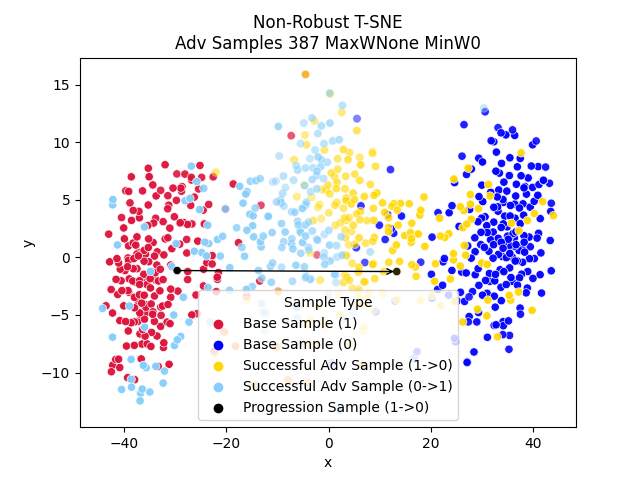 Non-Robust T-SNE
Adv Samples 387 MaxWNone MinW0
15
10
5
0
−5
−10
y
−40
−20
0
20
40
x
Sample Type
Base Sample (1)
Base Sample (0)
Successful Adv Sample (1->0)
Successful Adv Sample (0->1)
Progression Sample (1->0)